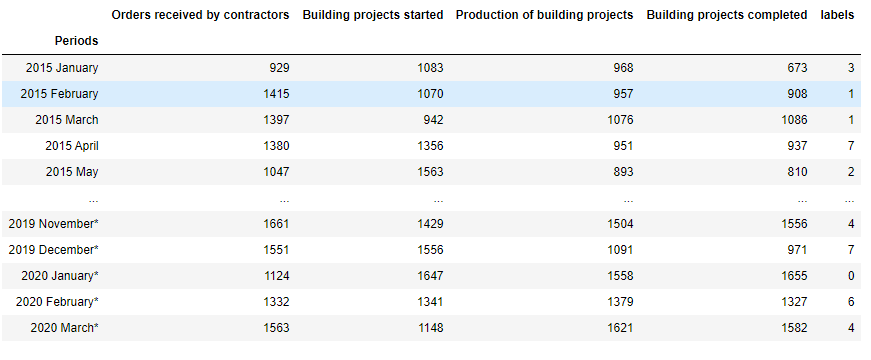 Orders received by contractors Building projects started Production of building projects Building projects completed labels
Periods
2015 January 929 1083 968 673 3
2015 February 1415 1070 957 908 1
2015 March 1397 942 1076 1086 1
2015 April 1380 1356 951 937 7
2015 May 1047 1563 893 810 2
... ... ... ... ... ...
2019 November* 1661 1429 1504 1556 4
2019 December* 1551 1556 1091 971 7
2020 January* 1124 1647 1558 1655 0
2020 February* 1332 1341 1379 1327 6
2020 March* 1563 1148 1621 1582 4